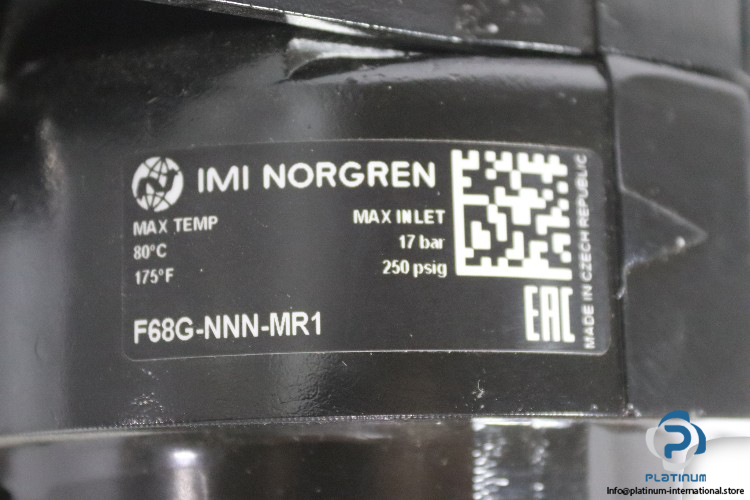 IMI NORGREN
MAX TEMP
80°C
175°F
MAX INLET
17 bar
250 psig
F68G-NNN-MR1
EAC
MADE IN CZECH REPUBLIC
PLATINUM
Info@platinum-international.store